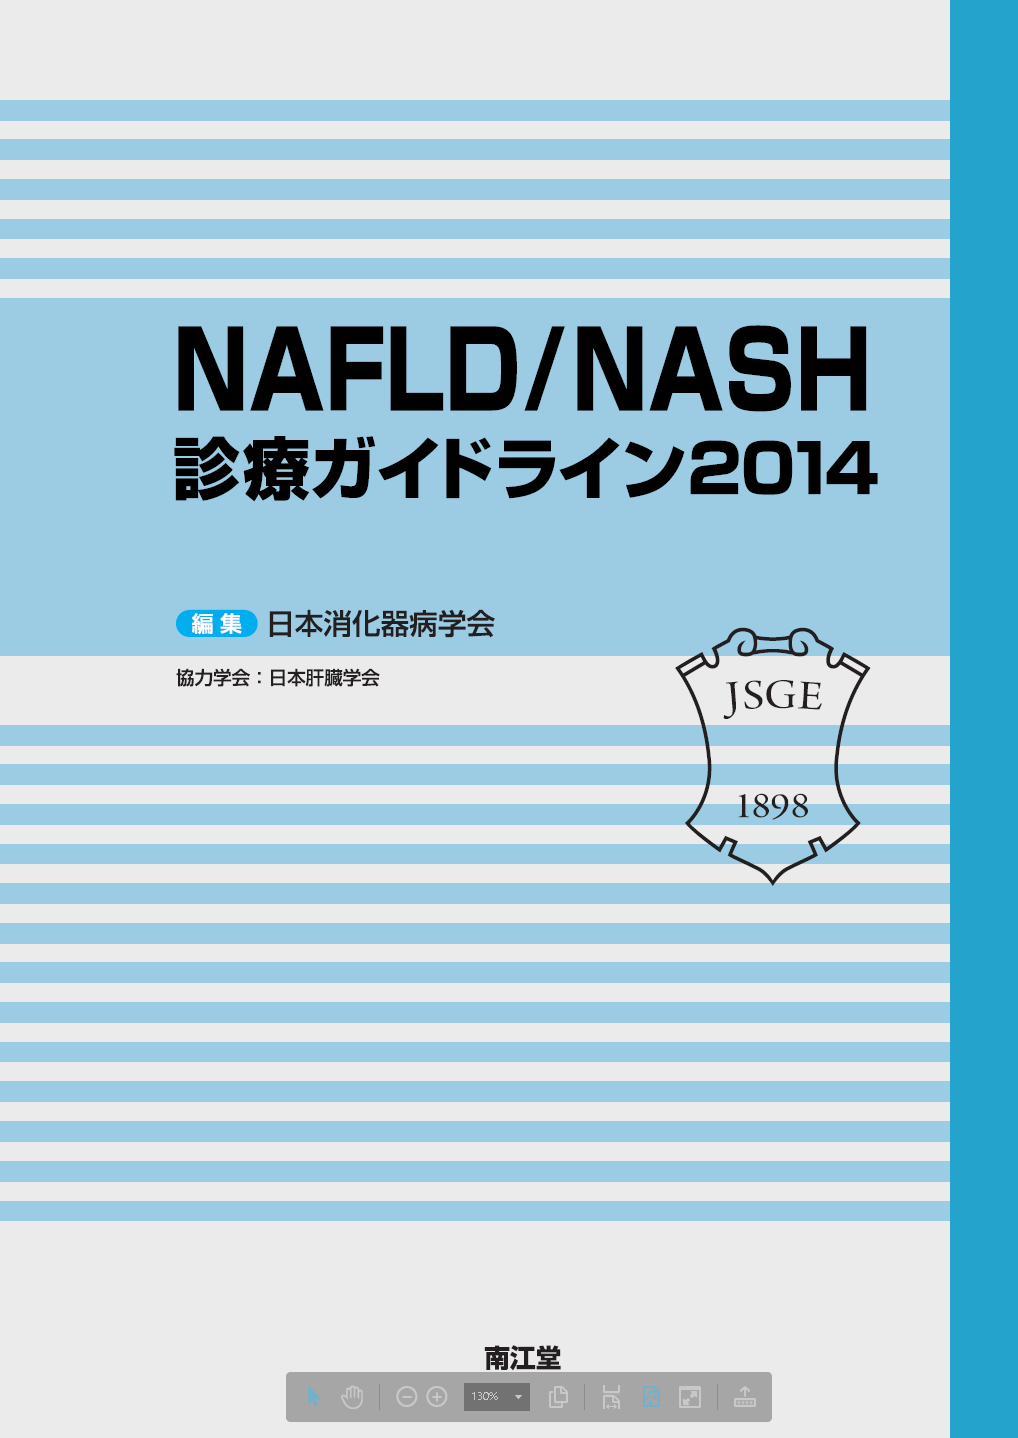 NAFLD/NASH
診療ガイドライン2014
編集 日本消化器病学会
協力学会：日本肝臓学会
JSGE
1898
南江堂
130%